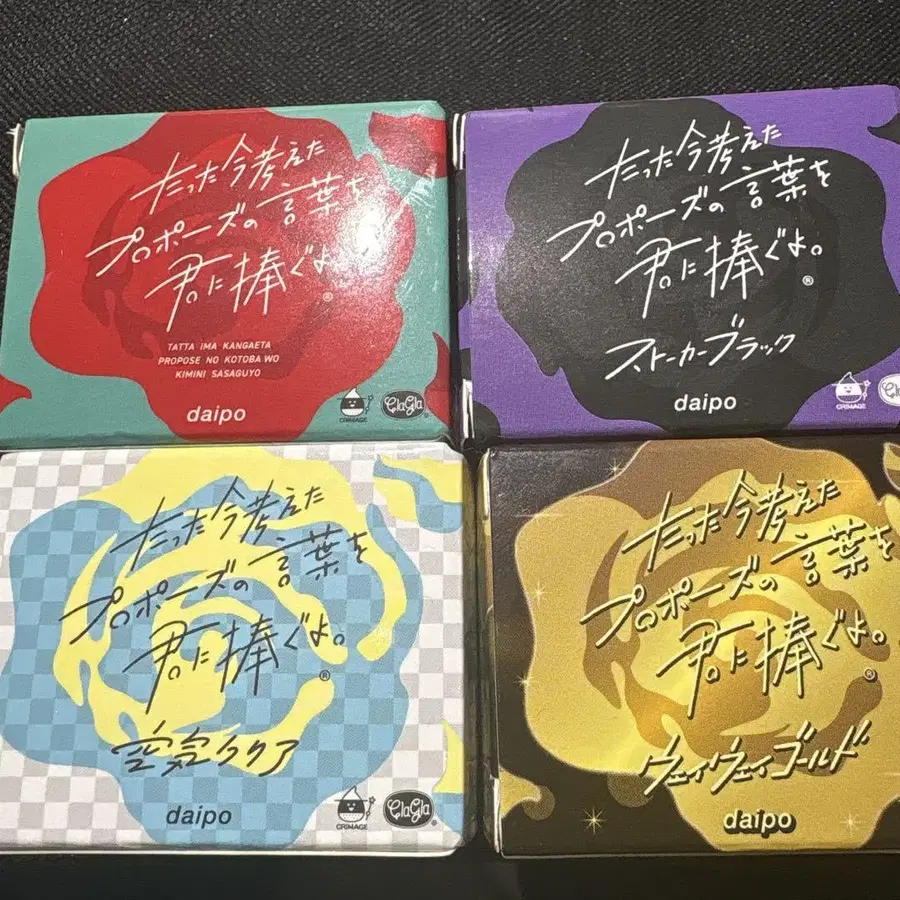 たった今考えた
プロポーズの言葉を
君に捧ぐよ。
®
TATTA IMA KANGAETA
PROPOSE NO KOTOBA WO
KIMINI SASAGUYO
daipo
CRIMAGE
ClaGla
たった今考えた
プロポーズの言葉を
君に捧ぐよ。
®
ストーカーブラック
daipo
CRIMAGE
たった今考えた
プロポーズの言葉を
君に捧ぐよ。
®
空気クリア
daipo
CRIMAGE
ClaGla
®
たった今考えた
プロポーズの言葉を
君に捧ぐよ。
®
ウェイウェイゴールド
daipo